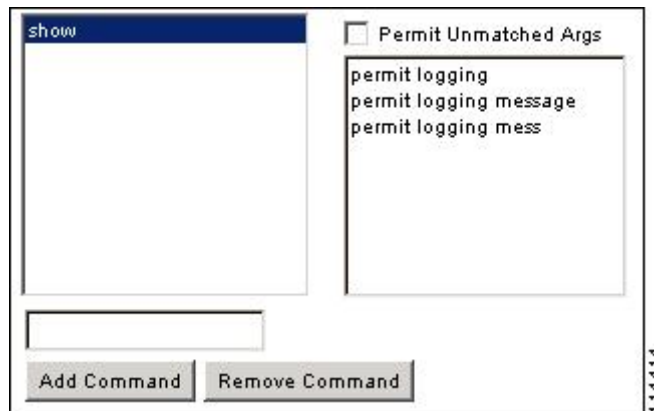 show
Permit Unmatched Args
permit logging
permit logging message
permit logging mess
Add Command
Remove Command